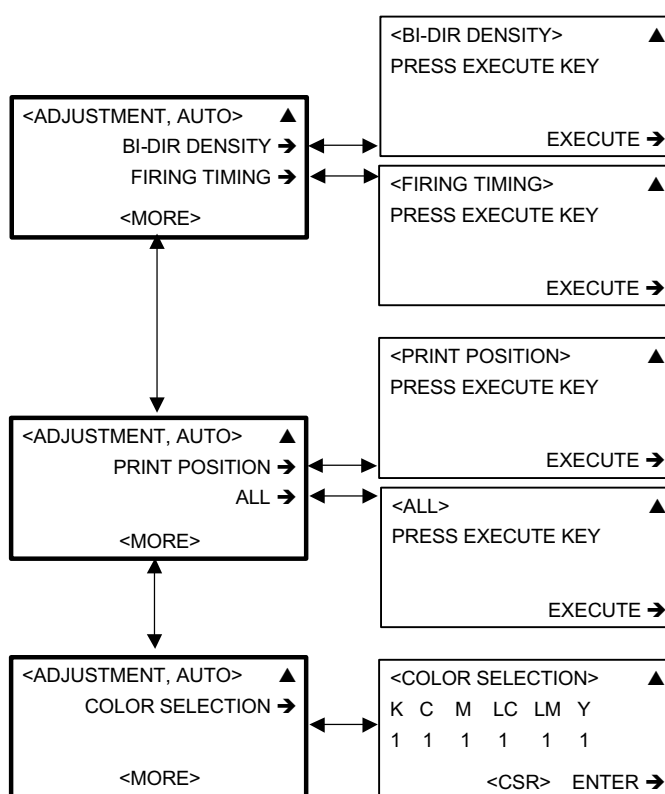 <BI-DIR DENSITY> ▲
PRESS EXECUTE KEY
EXECUTE ➔
<ADJUSTMENT, AUTO> ▲
BI-DIR DENSITY ➔
FIRING TIMING ➔
<MORE>
<FIRING TIMING> ▲
PRESS EXECUTE KEY
EXECUTE ➔
<PRINT POSITION> ▲
PRESS EXECUTE KEY
EXECUTE ➔
<ADJUSTMENT, AUTO> ▲
PRINT POSITION ➔
ALL ➔
<MORE>
<ALL> ▲
PRESS EXECUTE KEY
EXECUTE ➔
<ADJUSTMENT, AUTO> ▲
COLOR SELECTION ➔
<MORE>
<COLOR SELECTION> ▲
K C M LC LM Y
1 1 1 1 1 1
<CSR> ENTER ➔